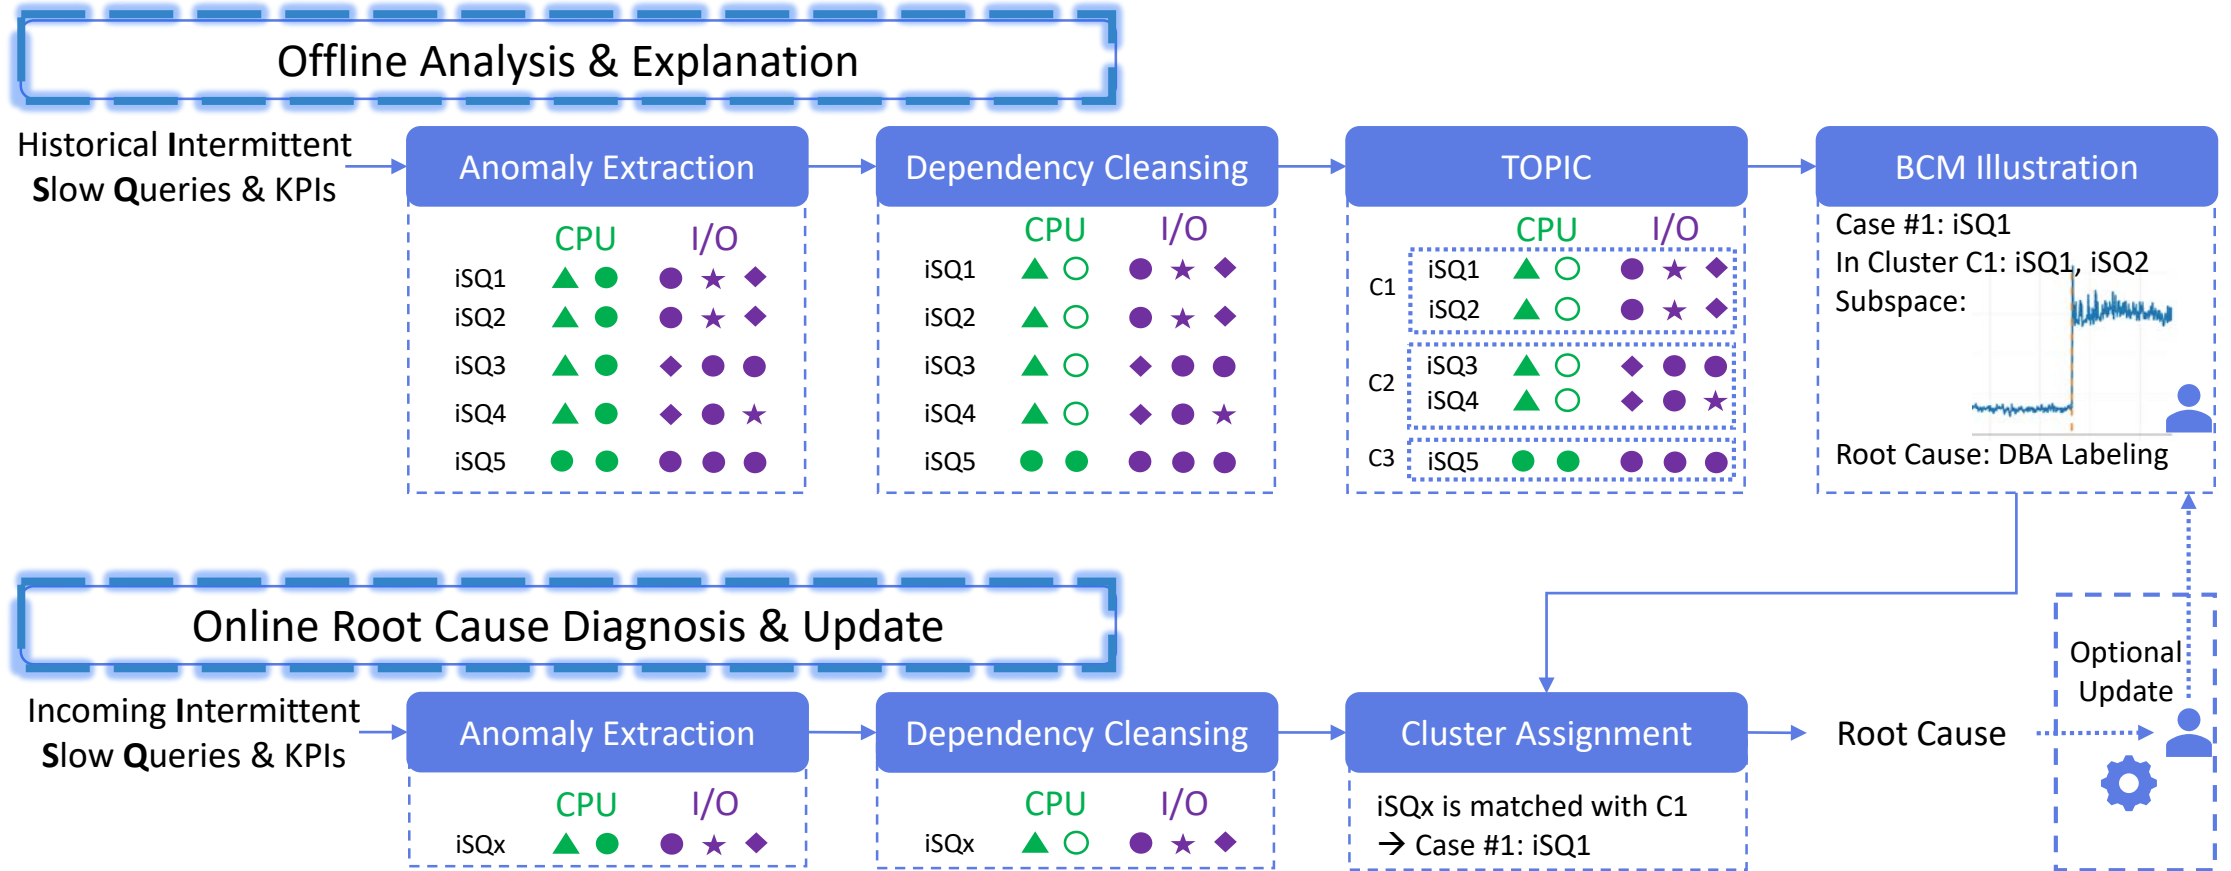 Offline Analysis & Explanation
Historical Intermittent
Slow Queries & KPIs
Anomaly Extraction
CPU I/O
iSQ1
iSQ2
iSQ3
iSQ4
iSQ5
Dependency Cleansing
CPU I/O
iSQ1
iSQ2
iSQ3
iSQ4
iSQ5
TOPIC
CPU I/O
C1
iSQ1
iSQ2
C2
iSQ3
iSQ4
C3
iSQ5
BCM Illustration
Case #1: iSQ1
In Cluster C1: iSQ1, iSQ2
Subspace:
Root Cause: DBA Labeling
Online Root Cause Diagnosis & Update
Incoming Intermittent
Slow Queries & KPIs
Anomaly Extraction
CPU I/O
iSQx
Dependency Cleansing
CPU I/O
iSQx
Cluster Assignment
iSQx is matched with C1
→ Case #1: iSQ1
Root Cause
Optional
Update